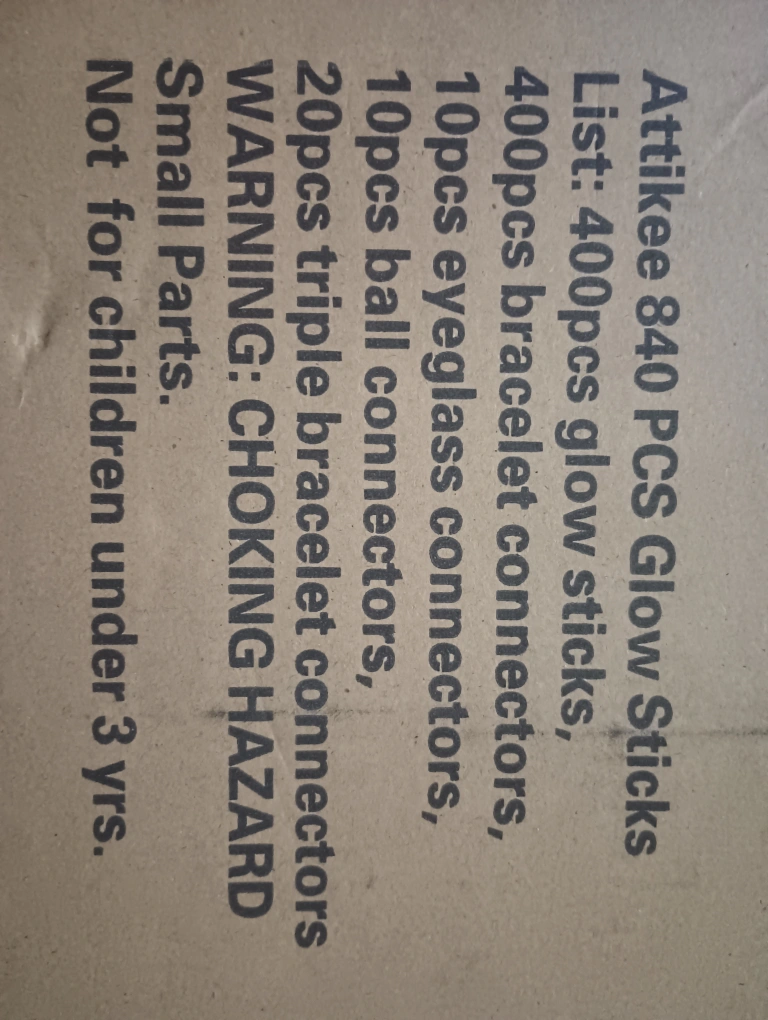 Attikee 840 PCS Glow Sticks
List: 400pcs glow sticks,
400pcs bracelet connectors,
10pcs eyeglass connectors,
10pcs ball connectors,
20pcs triple bracelet connectors
WARNING: CHOKING HAZARD
Small Parts.
Not for children under 3 yrs.